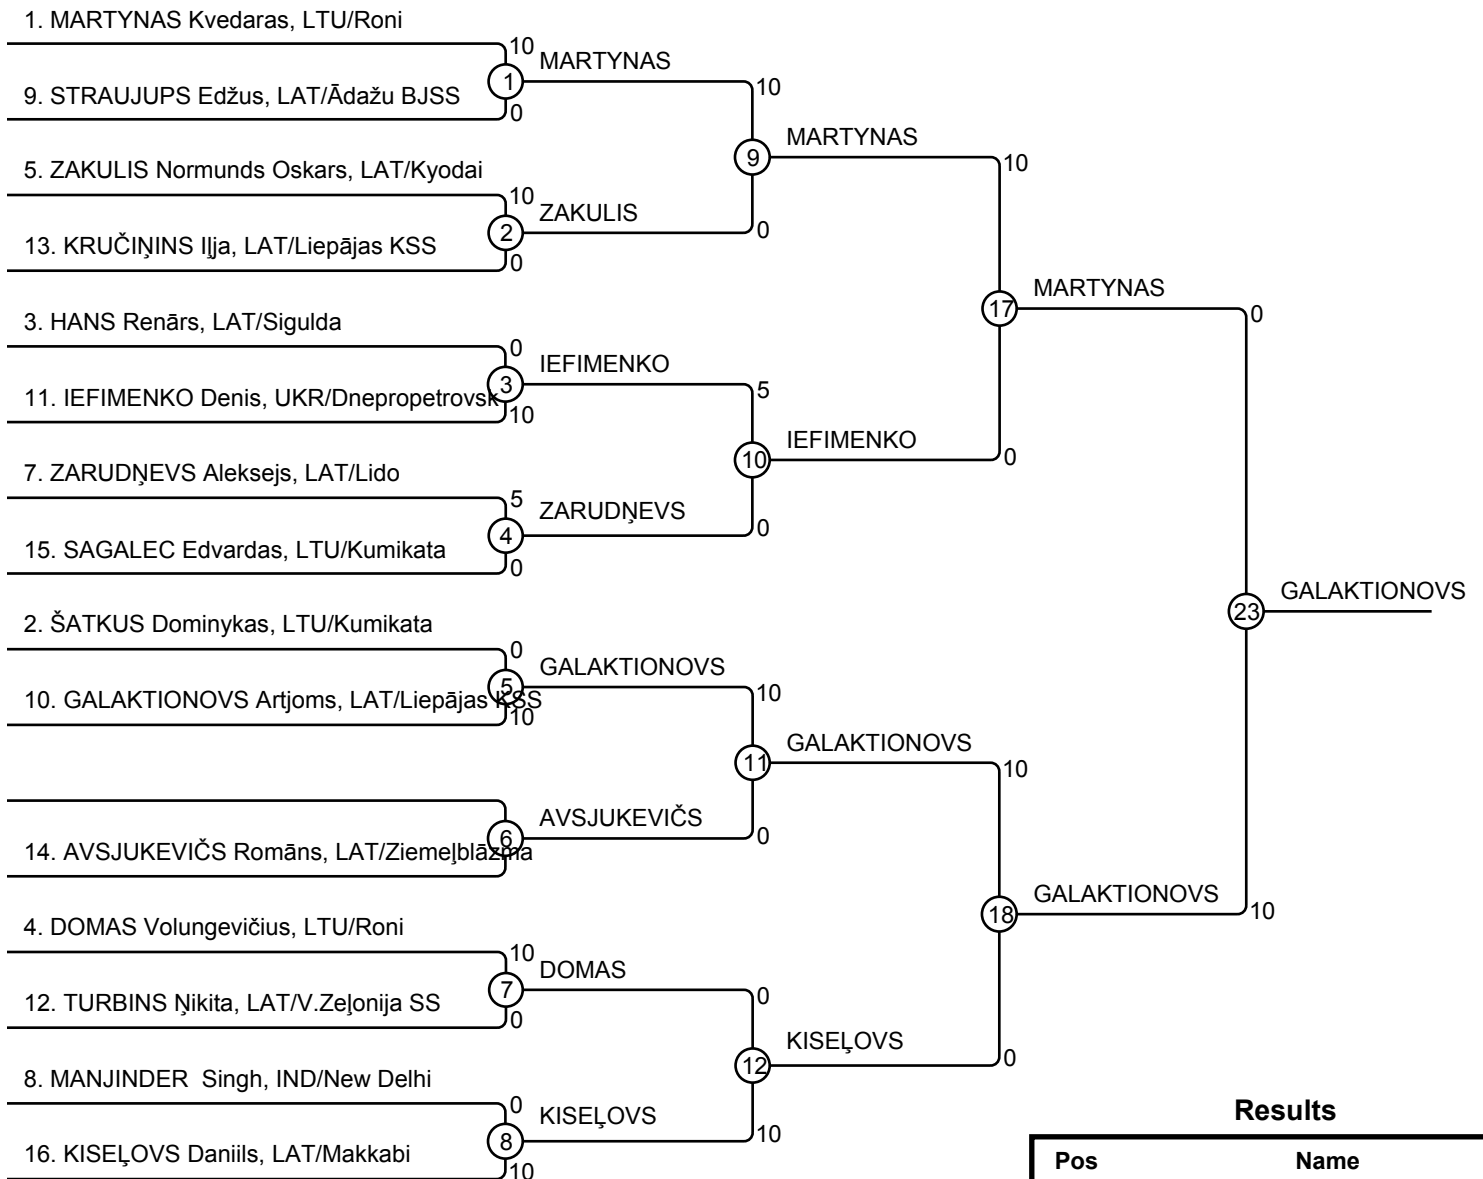 1. MARTYNAS Kvedaras, LTU/Roni
10
MARTYNAS
1
9. STRAUJUPS Edžus, LAT/Ādažu BJSS
0
10
MARTYNAS
9
10
5. ZAKULIS Normunds Oskars, LAT/Kyodai
10
ZAKULIS
2
0
13. KRUČIŅINS Iļja, LAT/Liepājas KSS
0
MARTYNAS
17
0
3. HANS Renārs, LAT/Sigulda
0
IEFIMENKO
3
5
11. IEFIMENKO Denis, UKR/Dnepropetrovsk
10
IEFIMENKO
10
0
7. ZARUDŅEVS Aleksejs, LAT/Lido
5
ZARUDŅEVS
4
0
15. SAGALEC Edvardas, LTU/Kumikata
0
GALAKTIONOVS
23
2. ŠATKUS Dominykas, LTU/Kumikata
0
GALAKTIONOVS
5
10
10. GALAKTIONOVS Artjoms, LAT/Liepājas KSS
10
GALAKTIONOVS
11
10
AVSJUKEVIČS
6
0
14. AVSJUKEVIČS Romāns, LAT/Ziemeļblāzma
GALAKTIONOVS
18
10
4. DOMAS Volungevičius, LTU/Roni
10
DOMAS
7
0
12. TURBINS Ņikita, LAT/V.Zeļonija SS
0
KISEĻOVS
12
0
8. MANJINDER  Singh, IND/New Delhi
0
KISEĻOVS
8
10
16. KISEĻOVS Daniils, LAT/Makkabi
10
Results
Pos Name